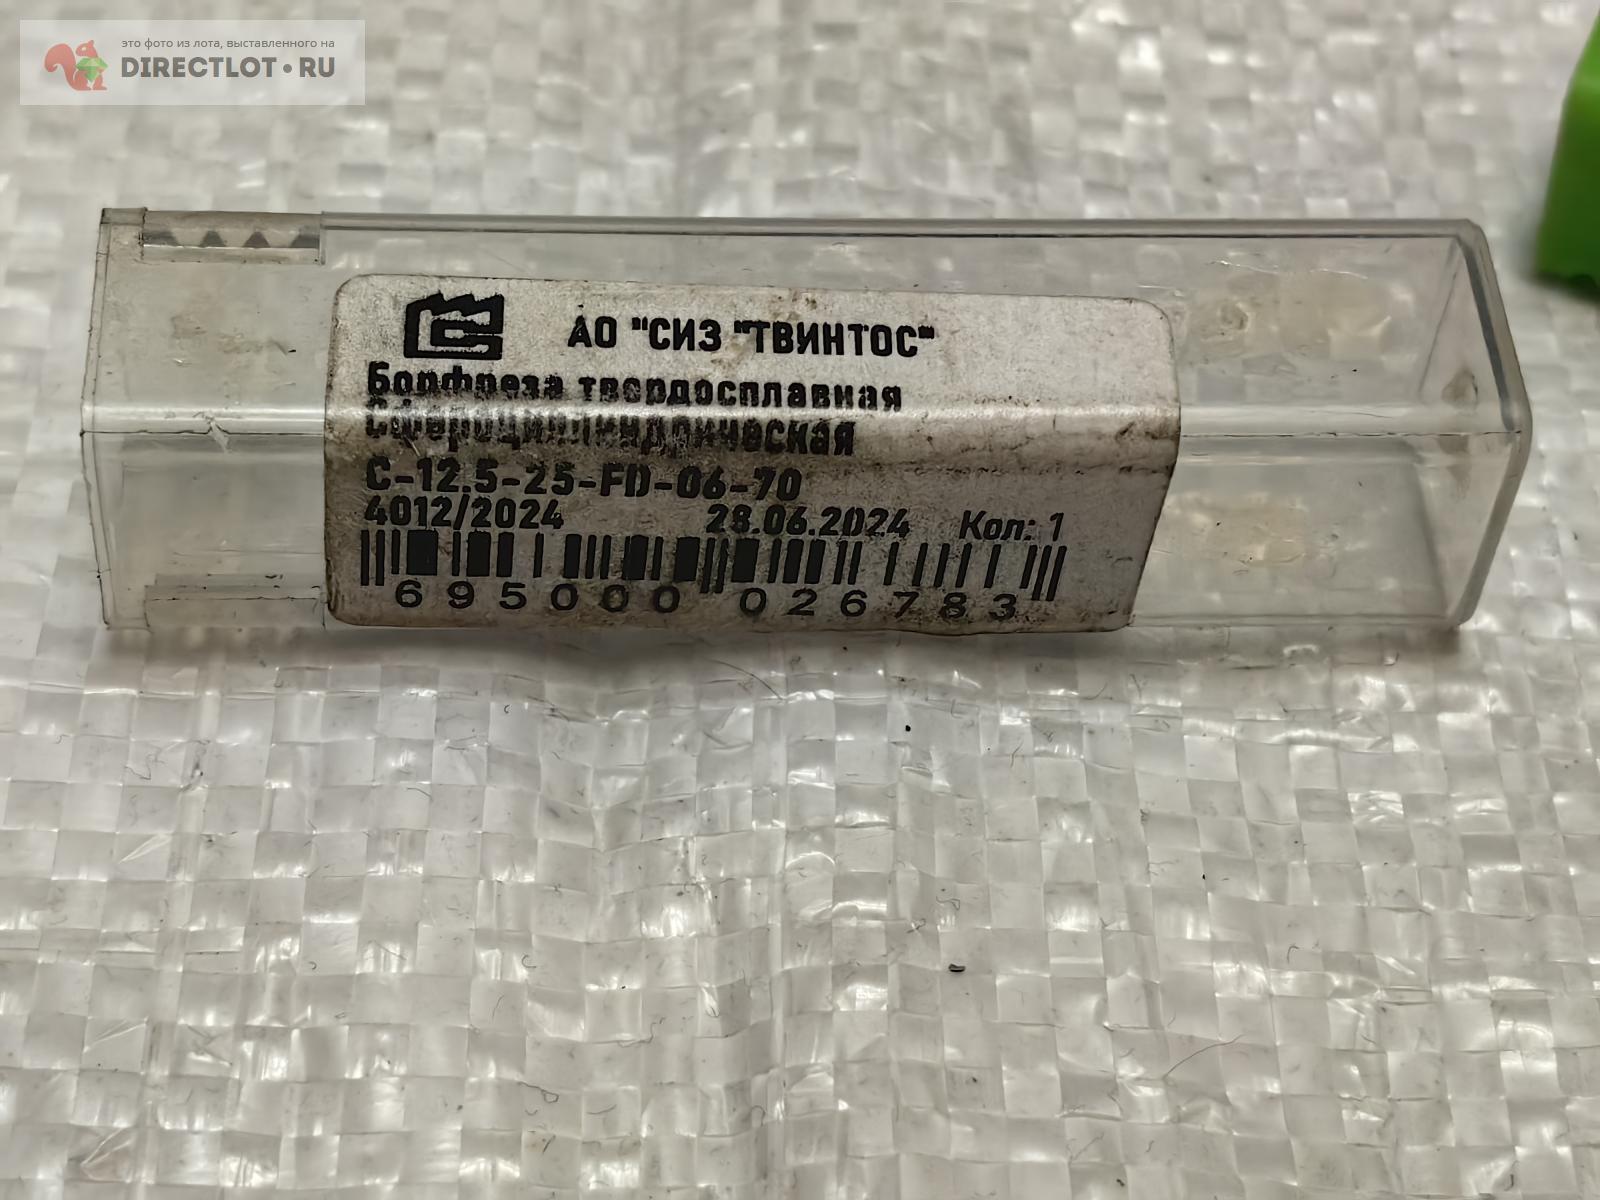 это фото из лота, выставленного на
DIRECTLOT•RU
АО "СИЗ "ТВИНТОС"
Борфреза твердосплавная
Сфероцилиндрическая
C-12.5-25-FD-06-70
4012/2024 28.06.2024 Кол: 1
695000 026783